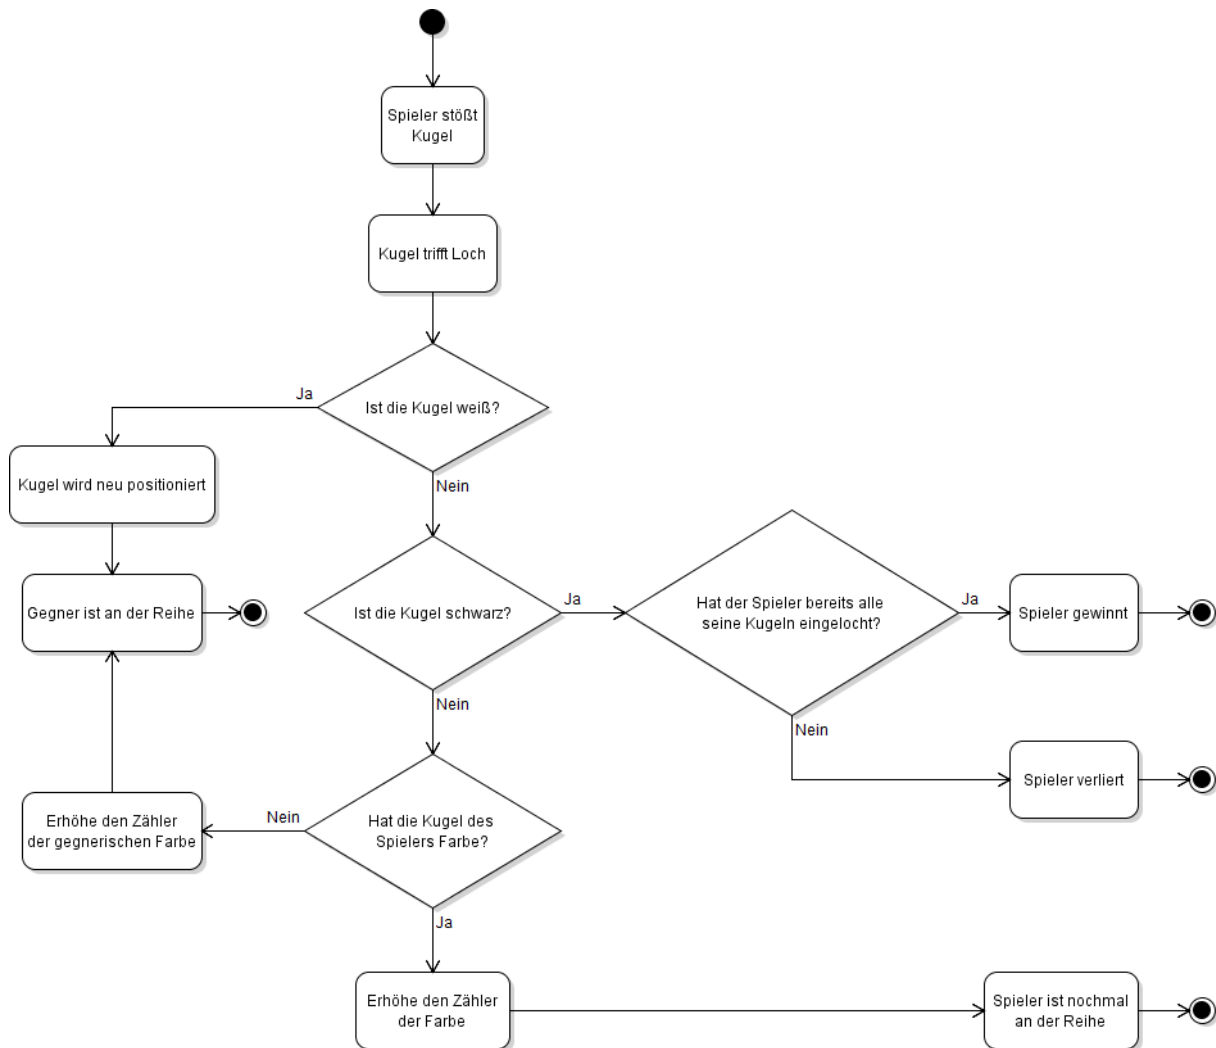 Spieler stößt
Kugel
Kugel trifft Loch
Ja
Ist die Kugel weiß?
Nein
Kugel wird neu positioniert
Gegner ist an der Reihe
Ist die Kugel schwarz?
Ja
Hat der Spieler bereits alle
seine Kugeln eingelocht?
Ja
Spieler gewinnt
Nein
Nein
Spieler verliert
Erhöhe den Zähler
der gegnerischen Farbe
Nein
Hat die Kugel des
Spielers Farbe?
Ja
Erhöhe den Zähler
der Farbe
Spieler ist nochmal
an der Reihe